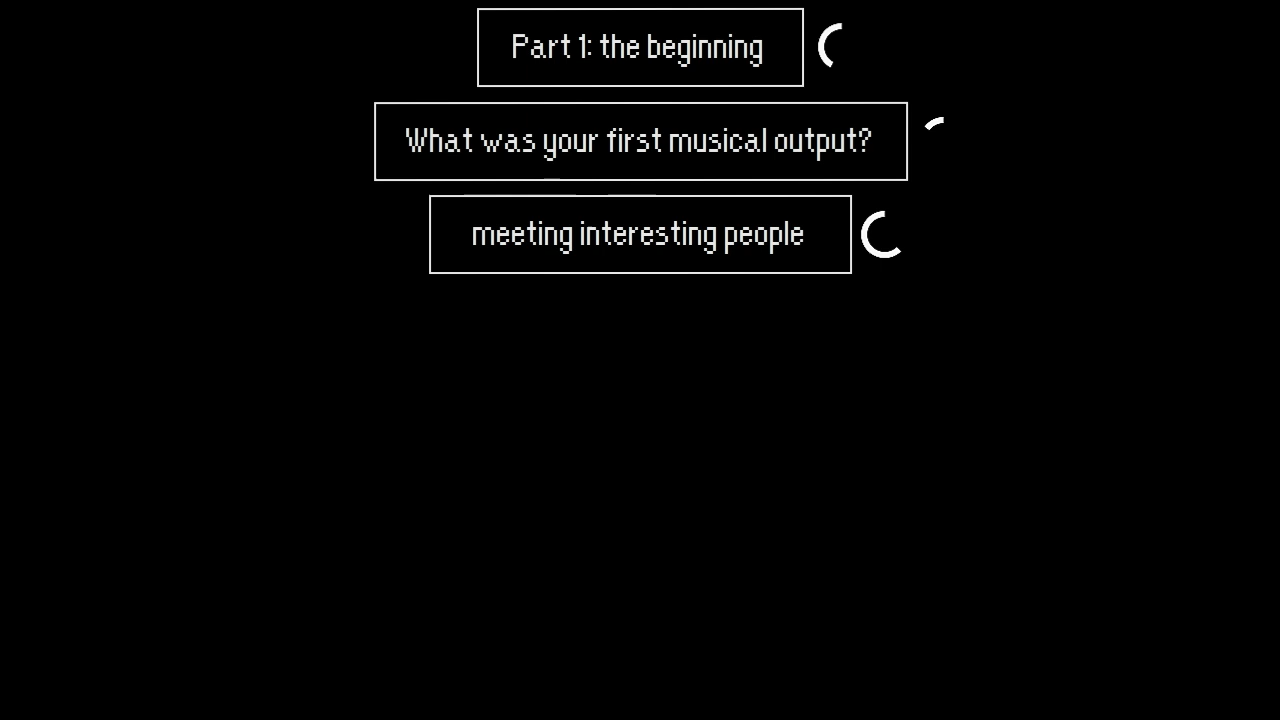 Part 1: the beginning
What was your first musical output?
meeting interesting people